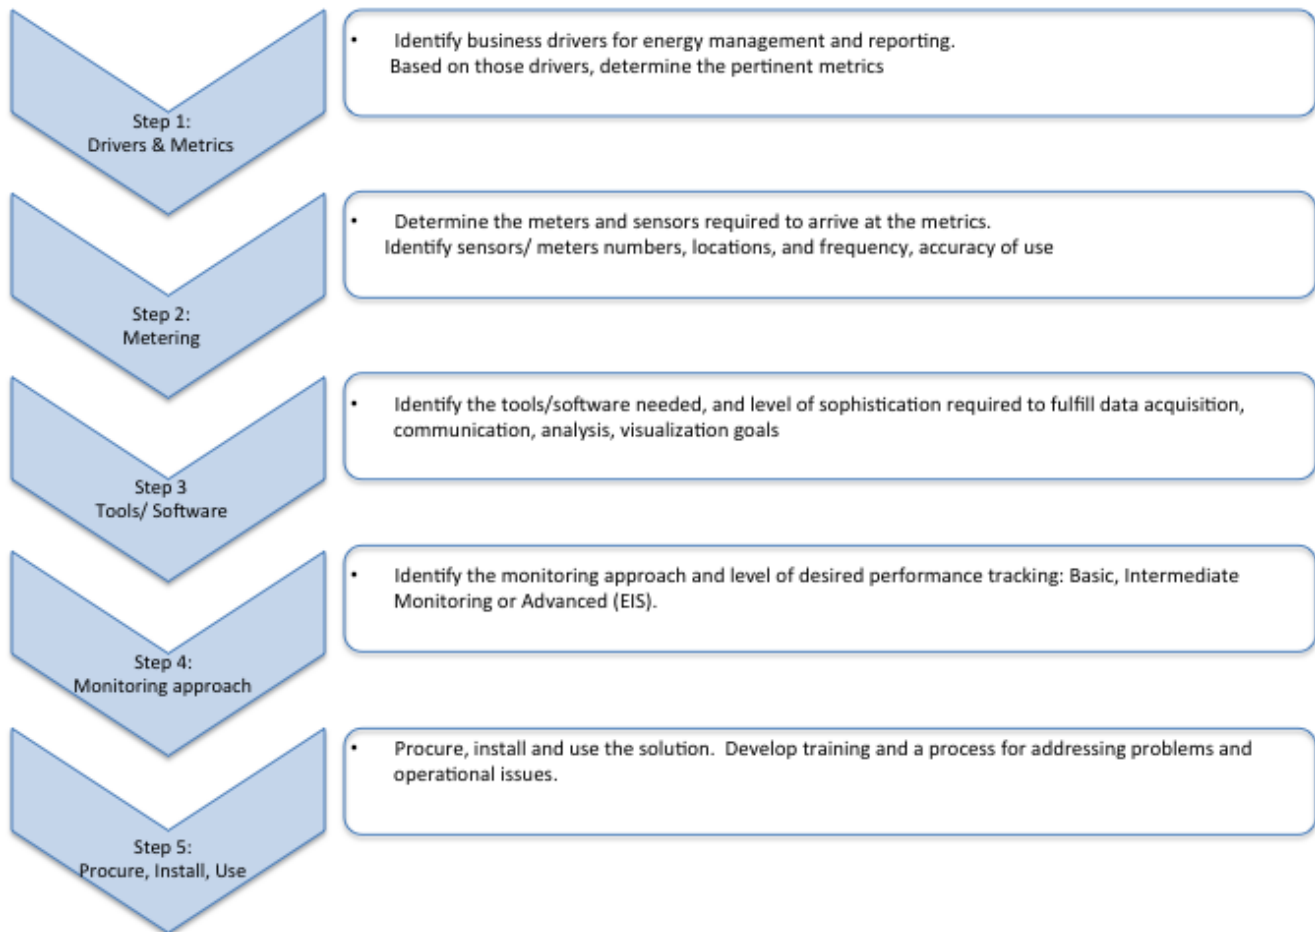 • Identify business drivers for energy management and reporting.
Based on those drivers, determine the pertinent metrics
Step 1:
Drivers & Metrics
• Determine the meters and sensors required to arrive at the metrics.
Identify sensors/ meters numbers, locations, and frequency, accuracy of use
Step 2:
Metering
• Identify the tools/software needed, and level of sophistication required to fulfill data acquisition,
communication, analysis, visualization goals
Step 3
Tools/ Software
• Identify the monitoring approach and level of desired performance tracking: Basic, Intermediate
Monitoring or Advanced (EIS).
Step 4:
Monitoring approach
• Procure, install and use the solution.  Develop training and a process for addressing problems and
operational issues.
Step 5:
Procure, Install, Use